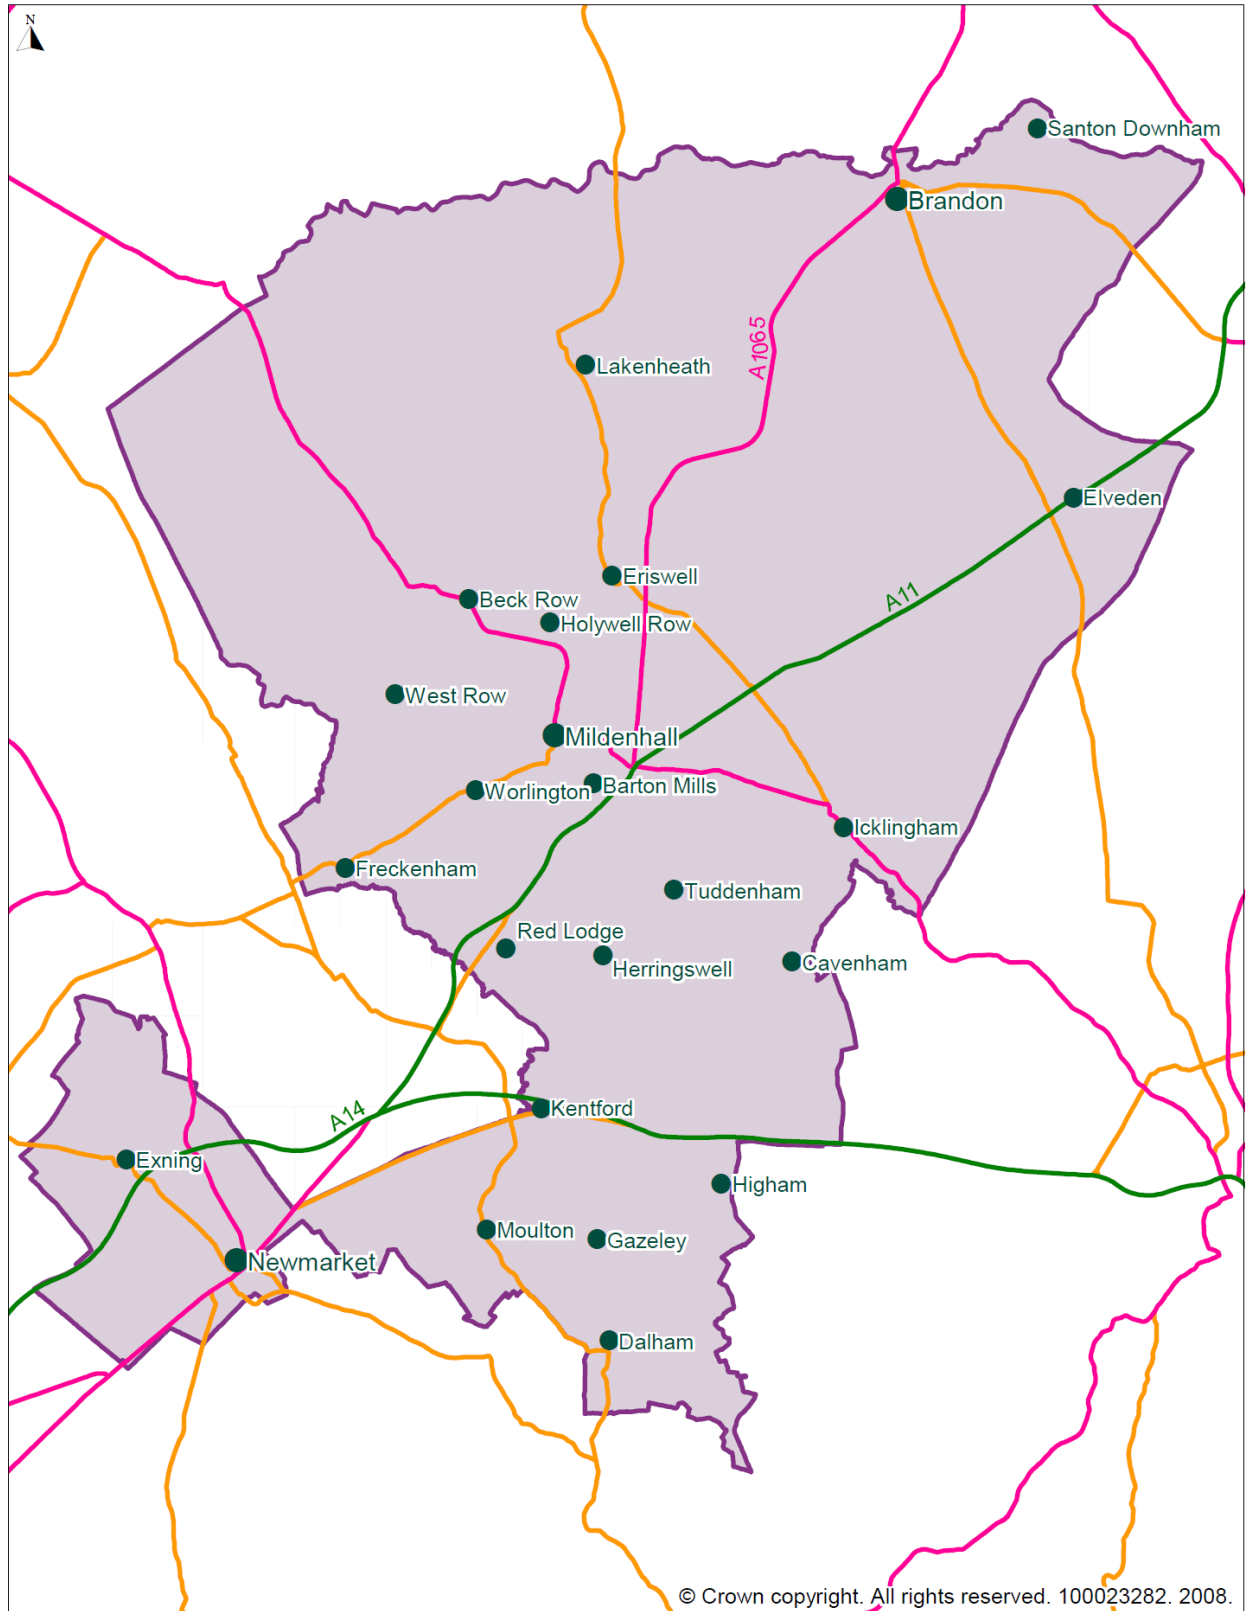 N
Santon Downham
Brandon
A1065
Lakenheath
Elveden
Eriswell
A11
Beck Row
Holywell Row
West Row
Mildenhall
Worlington
Barton Mills
Icklingham
Freckenham
Tuddenham
Red Lodge
Herringswell
Cavenham
Kentford
A14
Exning
Higham
Moulton
Gazeley
Newmarket
Dalham
© Crown copyright. All rights reserved. 100023282. 2008.